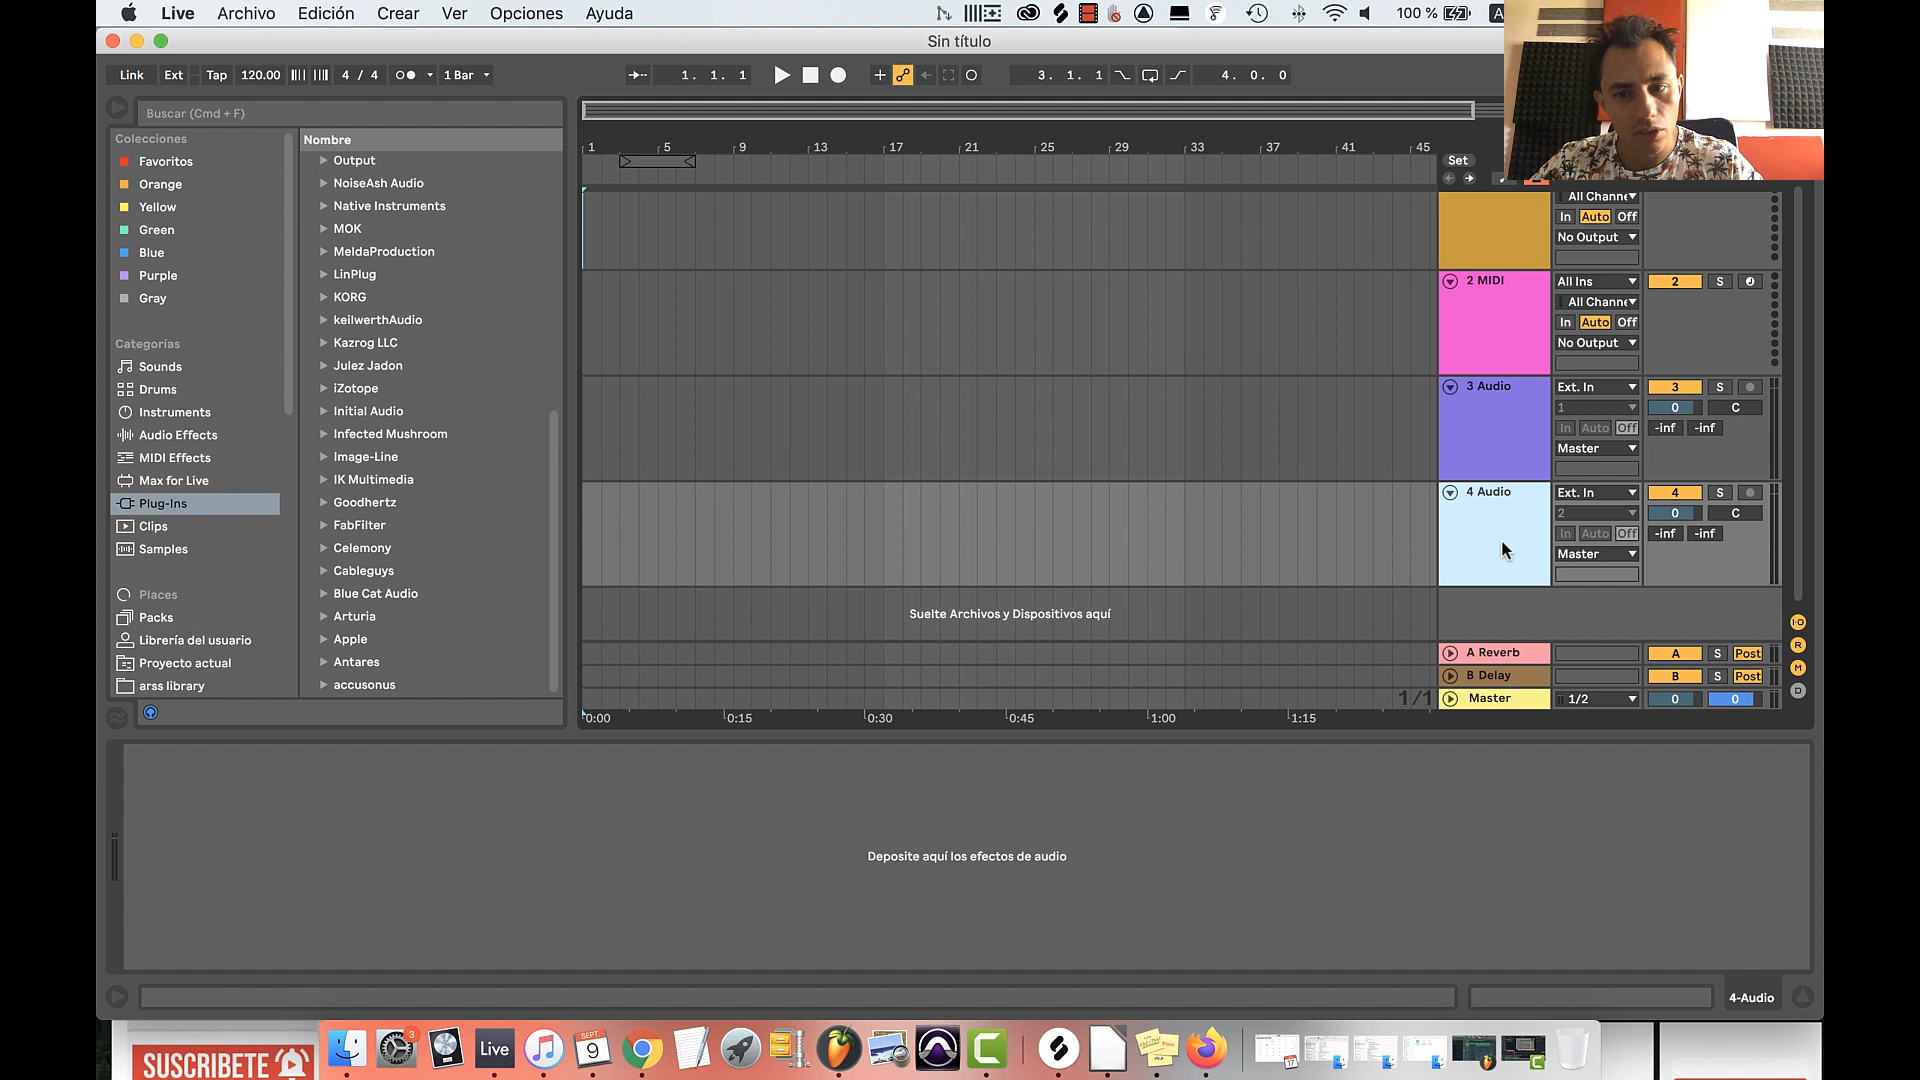 Live Archivo Edición Crear Ver Opciones Ayuda 100 % A
Sin título
Link Ext Tap 120.00 4 / 4 1 Bar 1. 1. 1 3. 1. 1 4. 0. 0
Buscar (Cmd + F)
Colecciones
Favoritos
Orange
Yellow
Green
Blue
Purple
Gray
Categorías
Sounds
Drums
Instruments
Audio Effects
MIDI Effects
Max for Live
Plug-Ins
Clips
Samples
Places
Packs
Librería del usuario
Proyecto actual
arss library
Nombre
Output
NoiseAsh Audio
Native Instruments
MOK
MeldaProduction
LinPlug
KORG
keilwerthAudio
Kazrog LLC
Julez Jadon
iZotope
Initial Audio
Infected Mushroom
Image-Line
IK Multimedia
Goodhertz
FabFilter
Celemony
Cableguys
Blue Cat Audio
Arturia
Apple
Antares
accusonus
1 5 9 13 17 21 25 29 33 37 41 45
Set
All Channe
In Auto Off
No Output
2 MIDI All Ins 2 S
All Channe
In Auto Off
No Output
3 Audio Ext. In 3 S
1 0 C
In Auto Off -inf -inf
Master
4 Audio Ext. In 4 S
2 0 C
In Auto Off -inf -inf
Master
Suelte Archivos y Dispositivos aquí
A Reverb A S Post
B Delay B S Post
1/1 Master 1/2 0 0
0:00 0:15 0:30 0:45 1:00 1:15
I·O
R
M
D
Deposite aquí los efectos de audio
4-Audio
SUSCRIBETE
3
Live
SEPT.
9
17